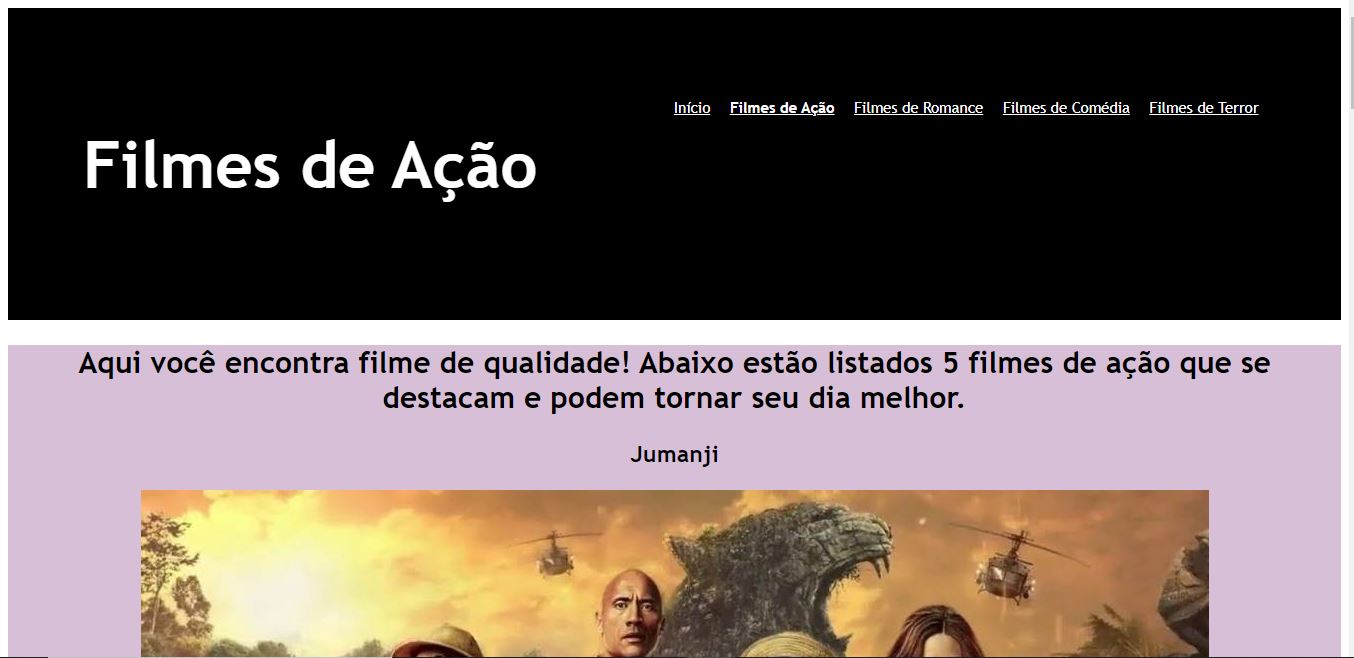 Início Filmes de Ação Filmes de Romance Filmes de Comédia Filmes de Terror
Filmes de Ação
Aqui você encontra filme de qualidade! Abaixo estão listados 5 filmes de ação que se
destacam e podem tornar seu dia melhor.
Jumanji